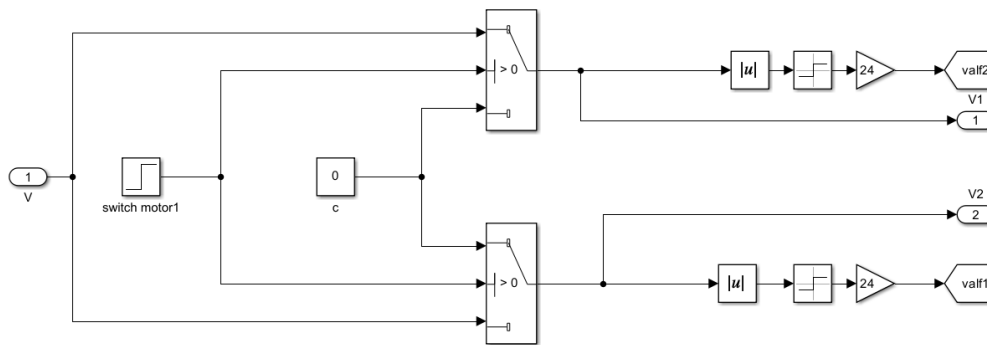 > 0
|u|
24
valf2
V1
1
1
V
switch motor1
0
c
V2
2
> 0
|u|
24
valf1